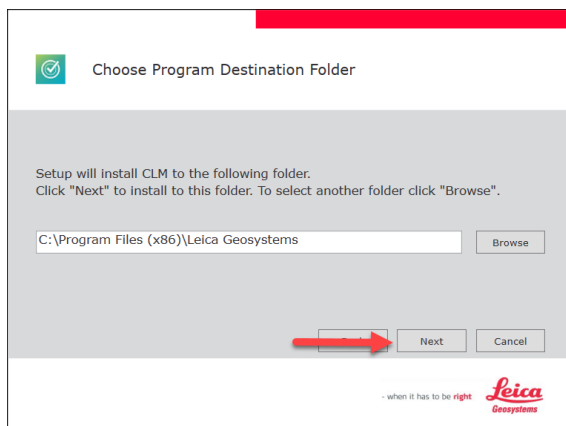 Choose Program Destination Folder
Setup will install CLM to the following folder.
Click "Next" to install to this folder. To select another folder click "Browse".
C:\Program Files (x86)\Leica Geosystems
Browse
Next
Cancel
- when it has to be right
Leica
Geosystems